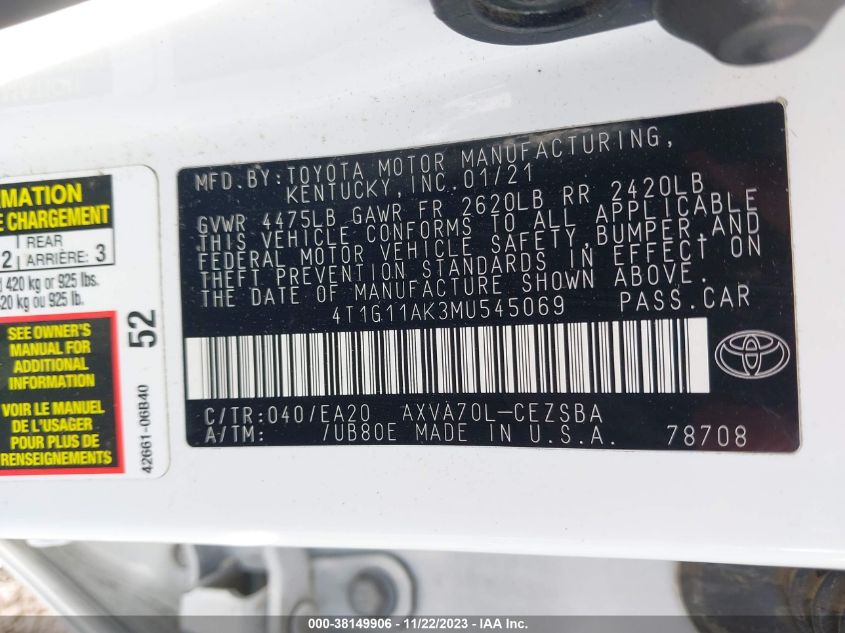 MATION
E CHARGEMENT
REAR
2 ARRIÈRE: 3
d 420 kg or 925 lbs.
20 kg ou 925 lb.
SEE OWNER'S
MANUAL FOR
ADDITIONAL
INFORMATION
VOIR LE MANUEL
DE L'USAGER
POUR PLUS DE
RENSEIGNEMENTS
52
42661-06B40
MFD.BY:TOYOTA MOTOR MANUFACTURING,
KENTUCKY,INC.01/21
GVWR 4475LB GAWR FR 2620LB RR 2420LB
THIS VEHICLE CONFORMS TO ALL APPLICABLE
FEDERAL MOTOR VEHICLE SAFETY,BUMPER,AND
THEFT PREVENTION STANDARDS IN EFFECT ON
THE DATE OF MANUFACTURE SHOWN ABOVE.
4T1G11AK3MU545069 PASS.CAR
C/TR:040/EA20 AXVA70L-CEZSBA
A/TM: /UB80E MADE IN U.S.A. 78708
000-38149906 - 11/22/2023 - IAA Inc.